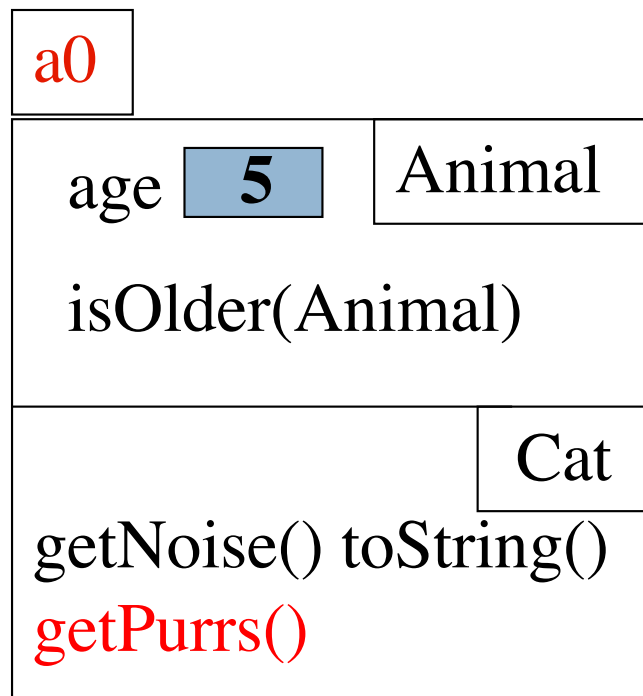 a0
age 5 Animal
isOlder(Animal)
Cat
getNoise() toString()
getPurrs()